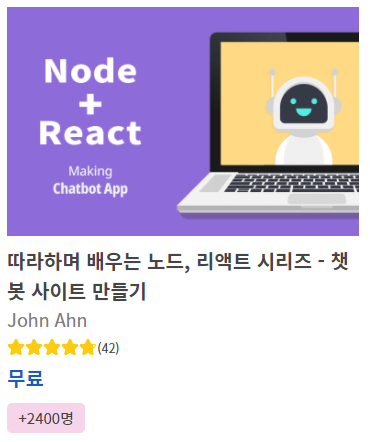 Node
+
React
Making
Chatbot App
따라하며 배우는 노드, 리액트 시리즈 - 챗
봇 사이트 만들기
John Ahn
(42)
무료
+2400명